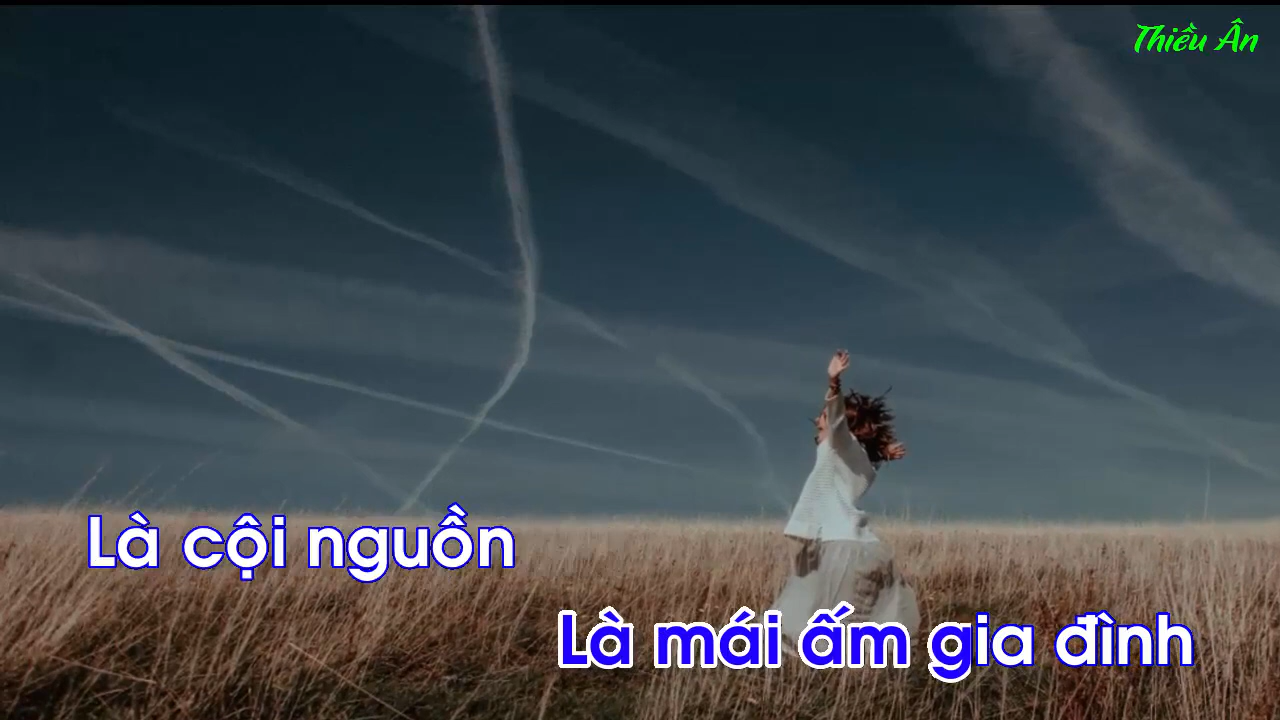 Thiều Ân
Là cội nguồn
Là mái ấm gia đình